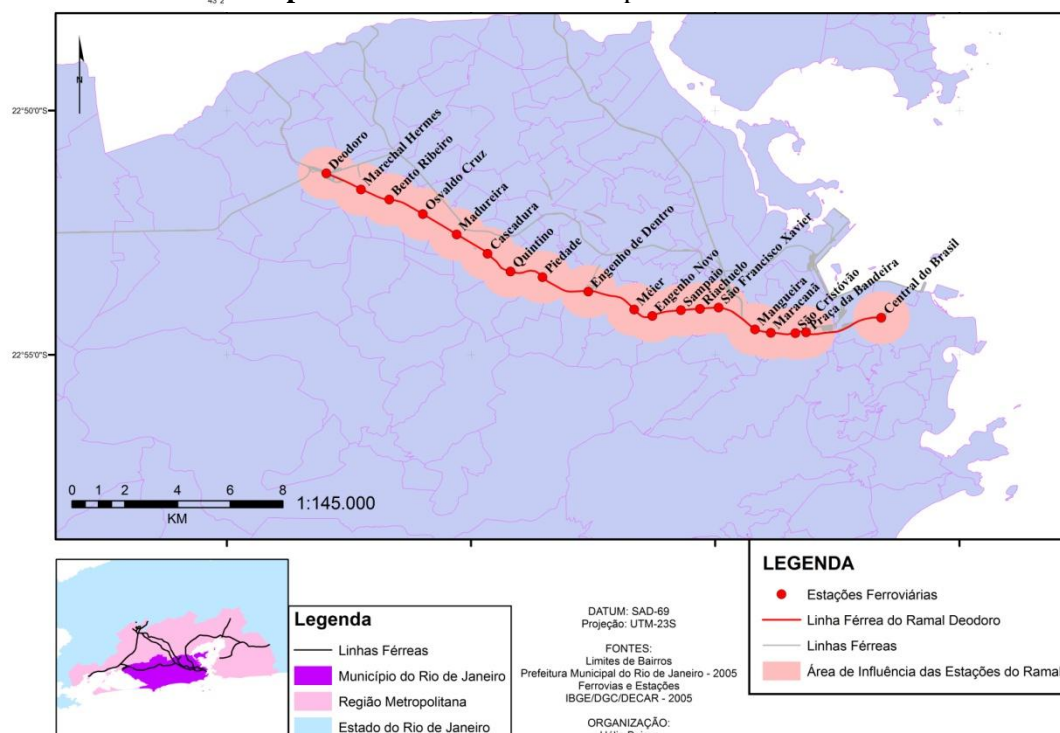 22°50'0"S
N
Deodoro
Marechal Hermes
Bento Ribeiro
Osvaldo Cruz
Madureira
Cascadura
Quintino
Piedade
Engenho de Dentro
Méier
Engenho Novo
Sampaio
Riachuelo
São Francisco Xavier
Mangueira
Maracanã
São Cristóvão
Praça da Bandeira
Central do Brasil
22°55'0"S
0 1 2 4 6 8
KM
1:145.000
Legenda
Linhas Férreas
Município do Rio de Janeiro
Região Metropolitana
Estado do Rio de Janeiro
DATUM: SAD-69
Projeção: UTM-23S
FONTES:
Limites de Bairros
Prefeitura Municipal do Rio de Janeiro - 2005
Ferrovias e Estações
IBGE/DGC/DECAR - 2005
ORGANIZAÇÃO:
LEGENDA
Estações Ferroviárias
Linha Férrea do Ramal Deodoro
Linhas Férreas
Área de Influência das Estações do Ramal